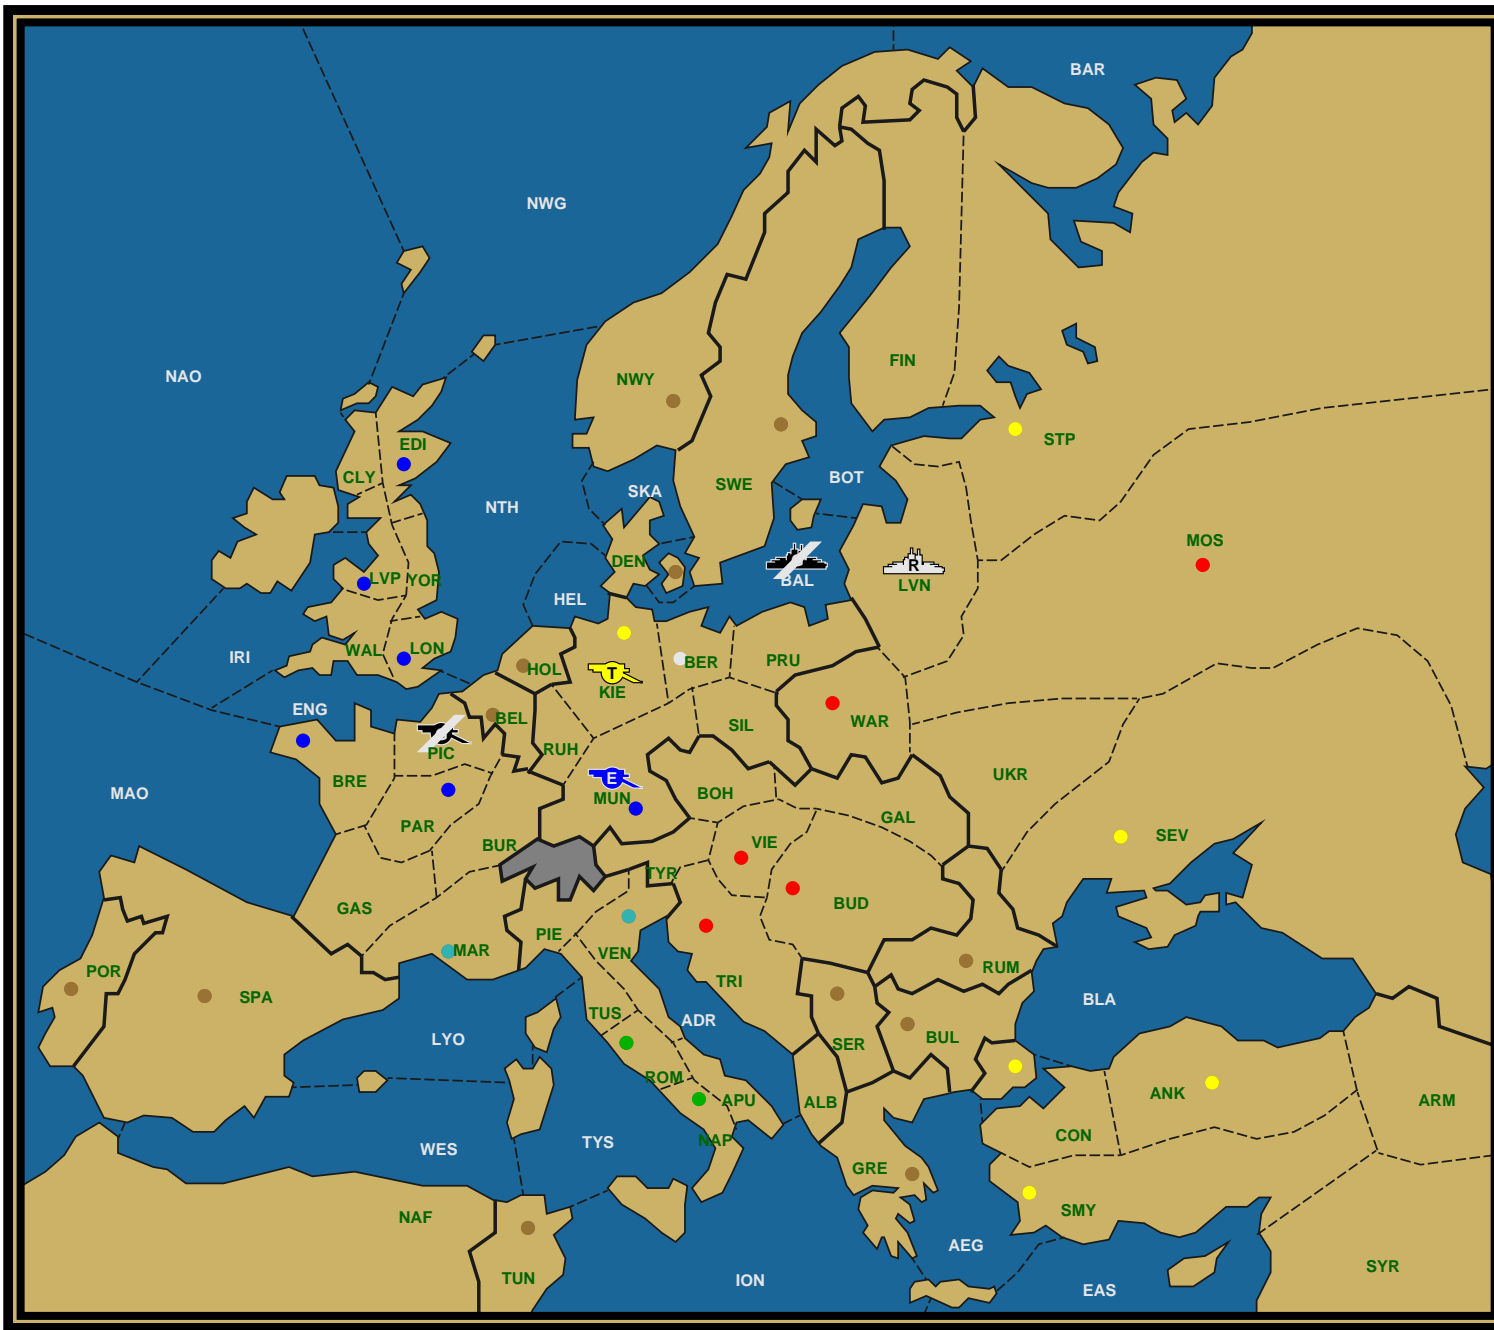 BAR
NWG
NAO
FIN
NWY
STP
EDI
CLY
SWE
BOT
SKA
NTH
MOS
DEN
R
LVN
BAL
LVP
YOR
HEL
WAL
LON
IRI
HOL
BER
PRU
T
KIE
ENG
BEL
WAR
SIL
PIC
RUH
UKR
BRE
E
MUN
BOH
MAO
GAL
PAR
SEV
VIE
BUR
TYR
BUD
GAS
PIE
MAR
VEN
RUM
POR
SPA
TRI
BLA
TUS
ADR
LYO
BUL
SER
ROM
APU
ALB
ANK
ARM
CON
NAP
TYS
WES
GRE
SMY
NAF
AEG
SYR
TUN
ION
EAS